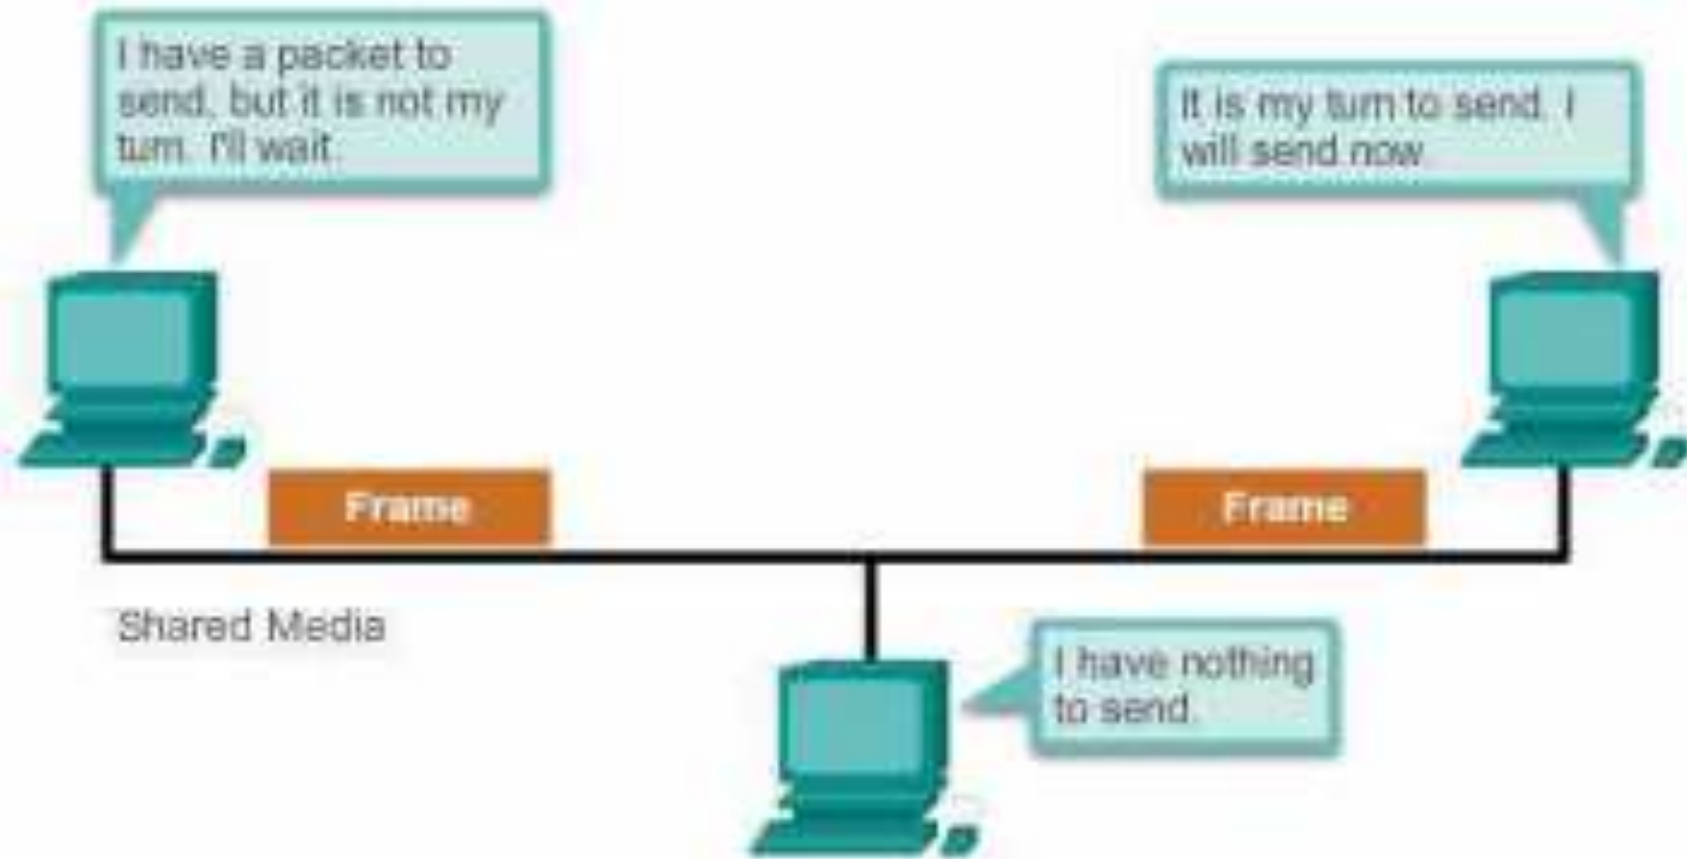 I have a packet to
send, but it is not my
turn. I'll wait.
It is my turn to send. I
will send now.
Frame
Frame
Shared Media
I have nothing
to send.